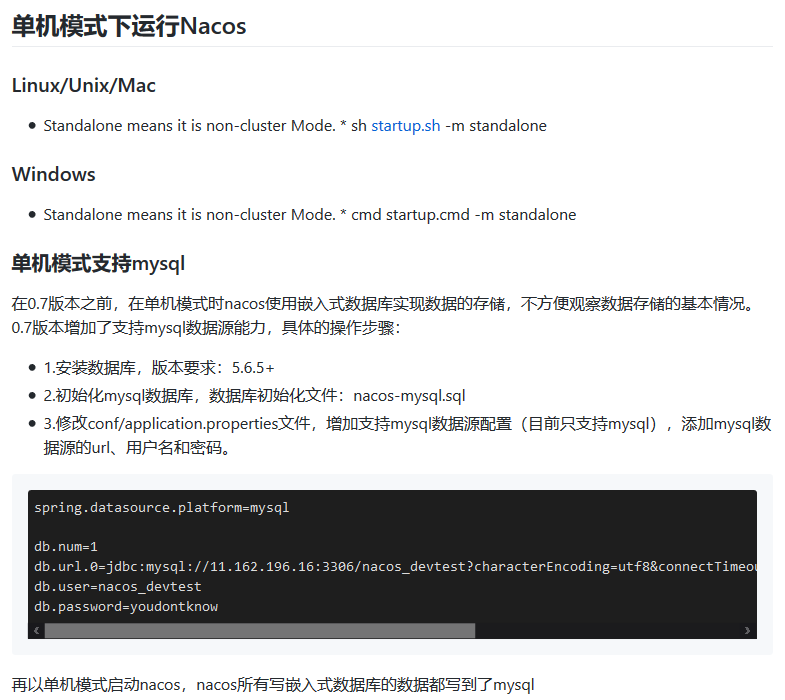 单机模式下运行Nacos
Linux/Unix/Mac
Standalone means it is non-cluster Mode. * sh startup.sh -m standalone
Windows
Standalone means it is non-cluster Mode. * cmd startup.cmd -m standalone
单机模式支持mysql
在0.7版本之前，在单机模式时nacos使用嵌入式数据库实现数据的存储，不方便观察数据存储的基本情况。
0.7版本增加了支持mysql数据源能力，具体的操作步骤：
1.安装数据库，版本要求：5.6.5+
2.初始化mysql数据库，数据库初始化文件：nacos-mysql.sql
3.修改conf/application.properties文件，增加支持mysql数据源配置（目前只支持mysql），添加mysql数
据源的url、用户名和密码。
spring.datasource.platform=mysql
db.num=1
db.url.0=jdbc:mysql://11.162.196.16:3306/nacos_devtest?characterEncoding=utf8&connectTimeou
db.user=nacos_devtest
db.password=youdontknow
再以单机模式启动nacos，nacos所有写嵌入式数据库的数据都写到了mysql